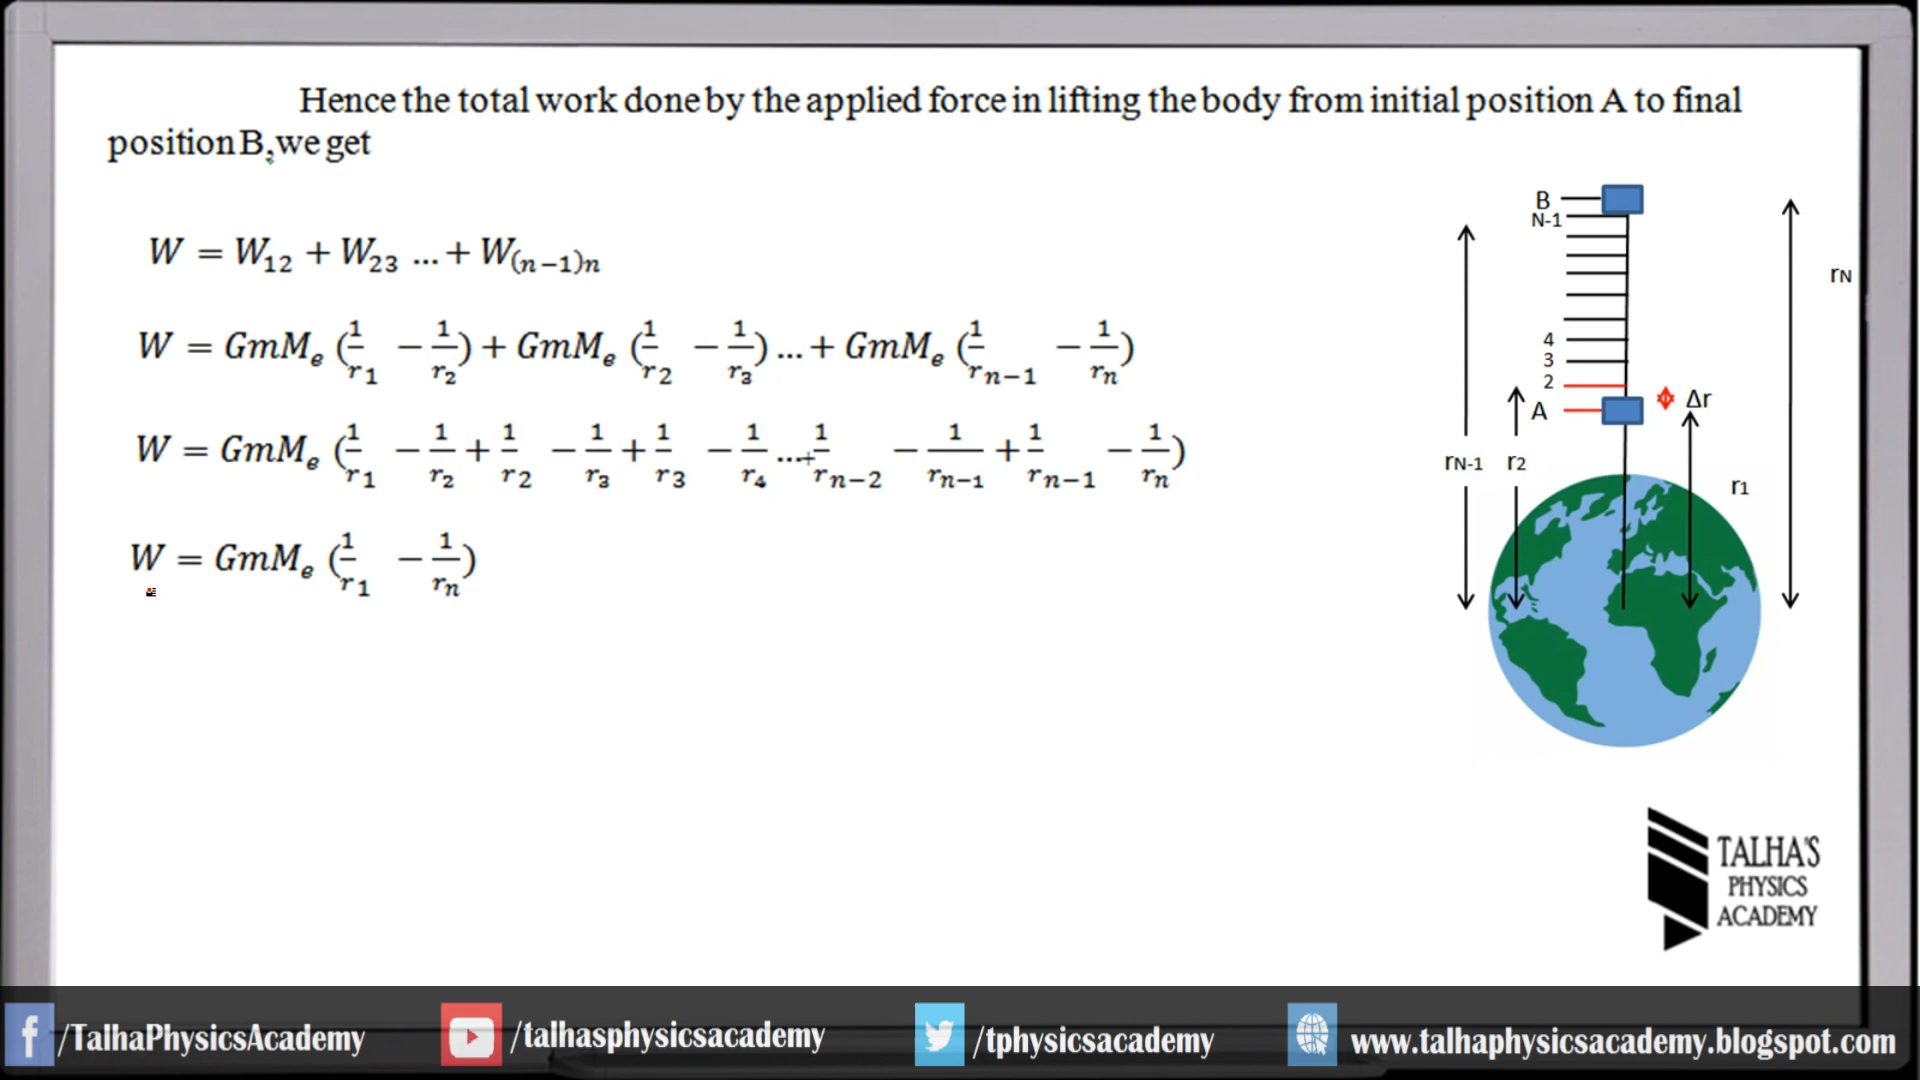 Hence the total work done by the applied force in lifting the body from initial position A to final
position B, we get
W = W₁₂ + W₂₃ ... + W₍ₙ₋₁₎ₙ
W = GmMₑ (1/r₁ − 1/r₂) + GmMₑ (1/r₂ − 1/r₃) ... + GmMₑ (1/rₙ₋₁ − 1/rₙ)
W = GmMₑ (1/r₁ − 1/r₂ + 1/r₂ − 1/r₃ + 1/r₃ − 1/r₄ ...+ 1/rₙ₋₂ − 1/rₙ₋₁ + 1/rₙ₋₁ − 1/rₙ)
W = GmMₑ (1/r₁ − 1/rₙ)
B
N-1
rN
4
3
2
A
Δr
rN-1
r2
r1
TALHA'S
PHYSICS
ACADEMY
f /TalhaPhysicsAcademy
/talhasphysicsacademy
/tphysicsacademy
www.talhaphysicsacademy.blogspot.com